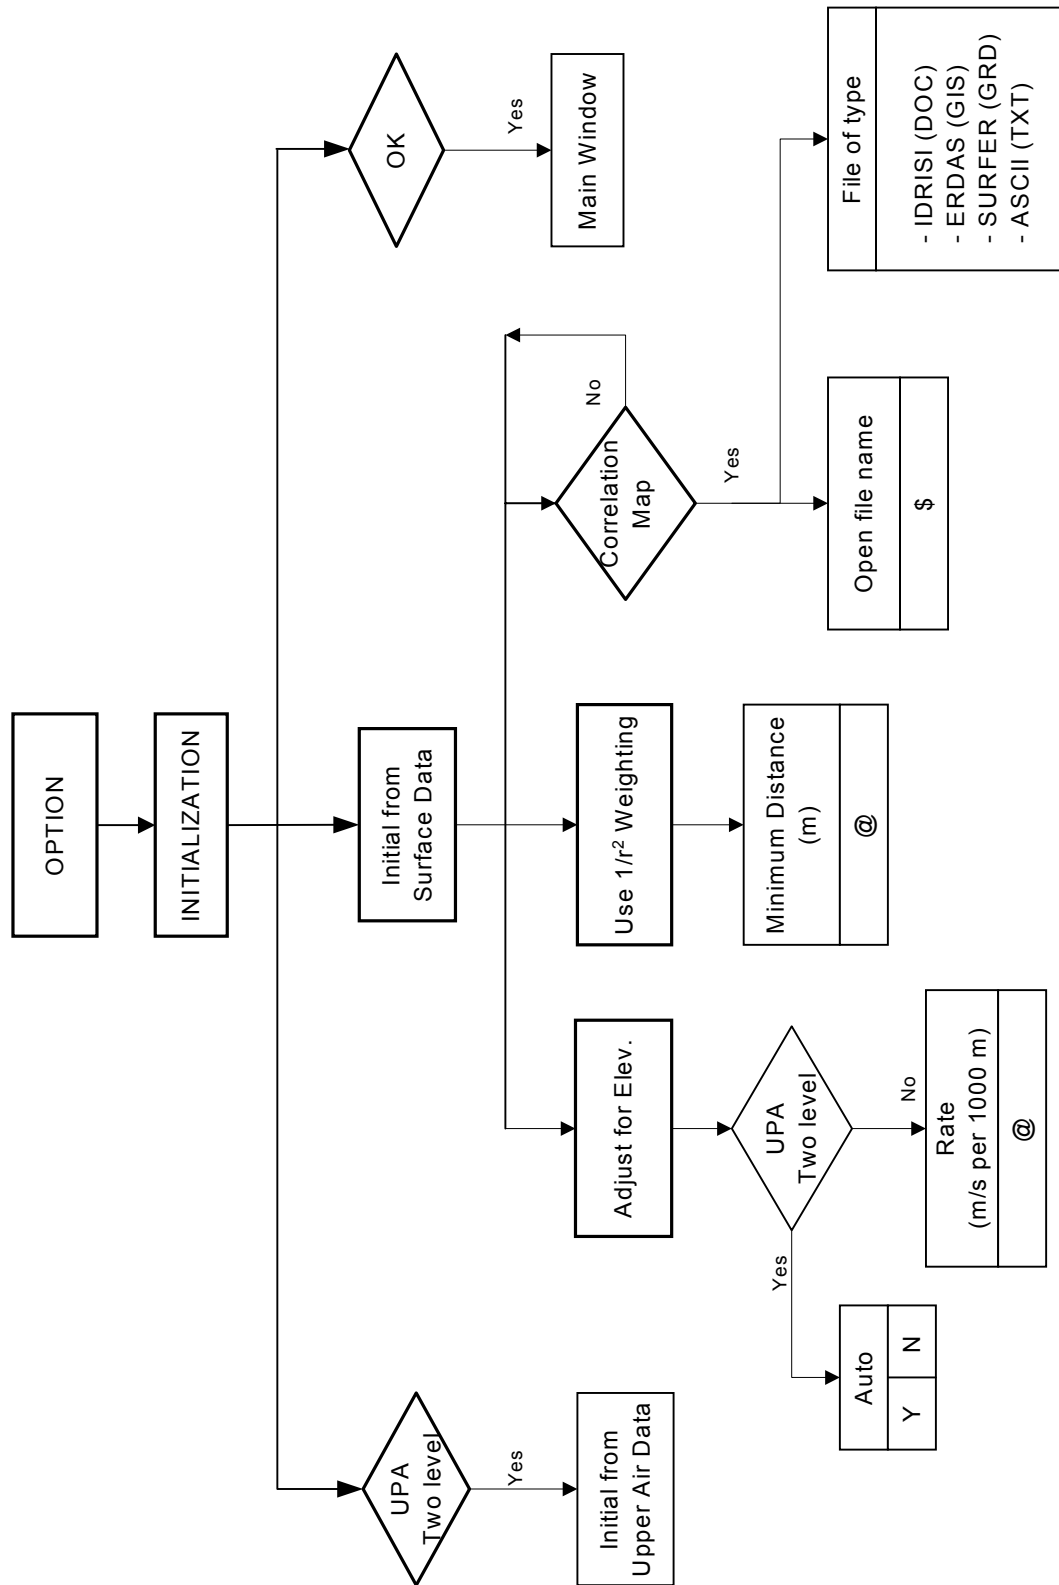 OPTION
INITIALIZATION
UPA
Two level
Yes
Initial from
Upper Air Data
Initial from
Surface Data
OK
Yes
Main Window
Adjust for Elev.
UPA
Two level
Yes
No
Auto
Y N
Rate
(m/s per 1000 m)
@
Use 1/r² Weighting
Minimum Distance
(m)
@
Correlation
Map
No
Yes
Open file name
$
File of type
- IDRISI (DOC)
- ERDAS (GIS)
- SURFER (GRD)
- ASCII (TXT)